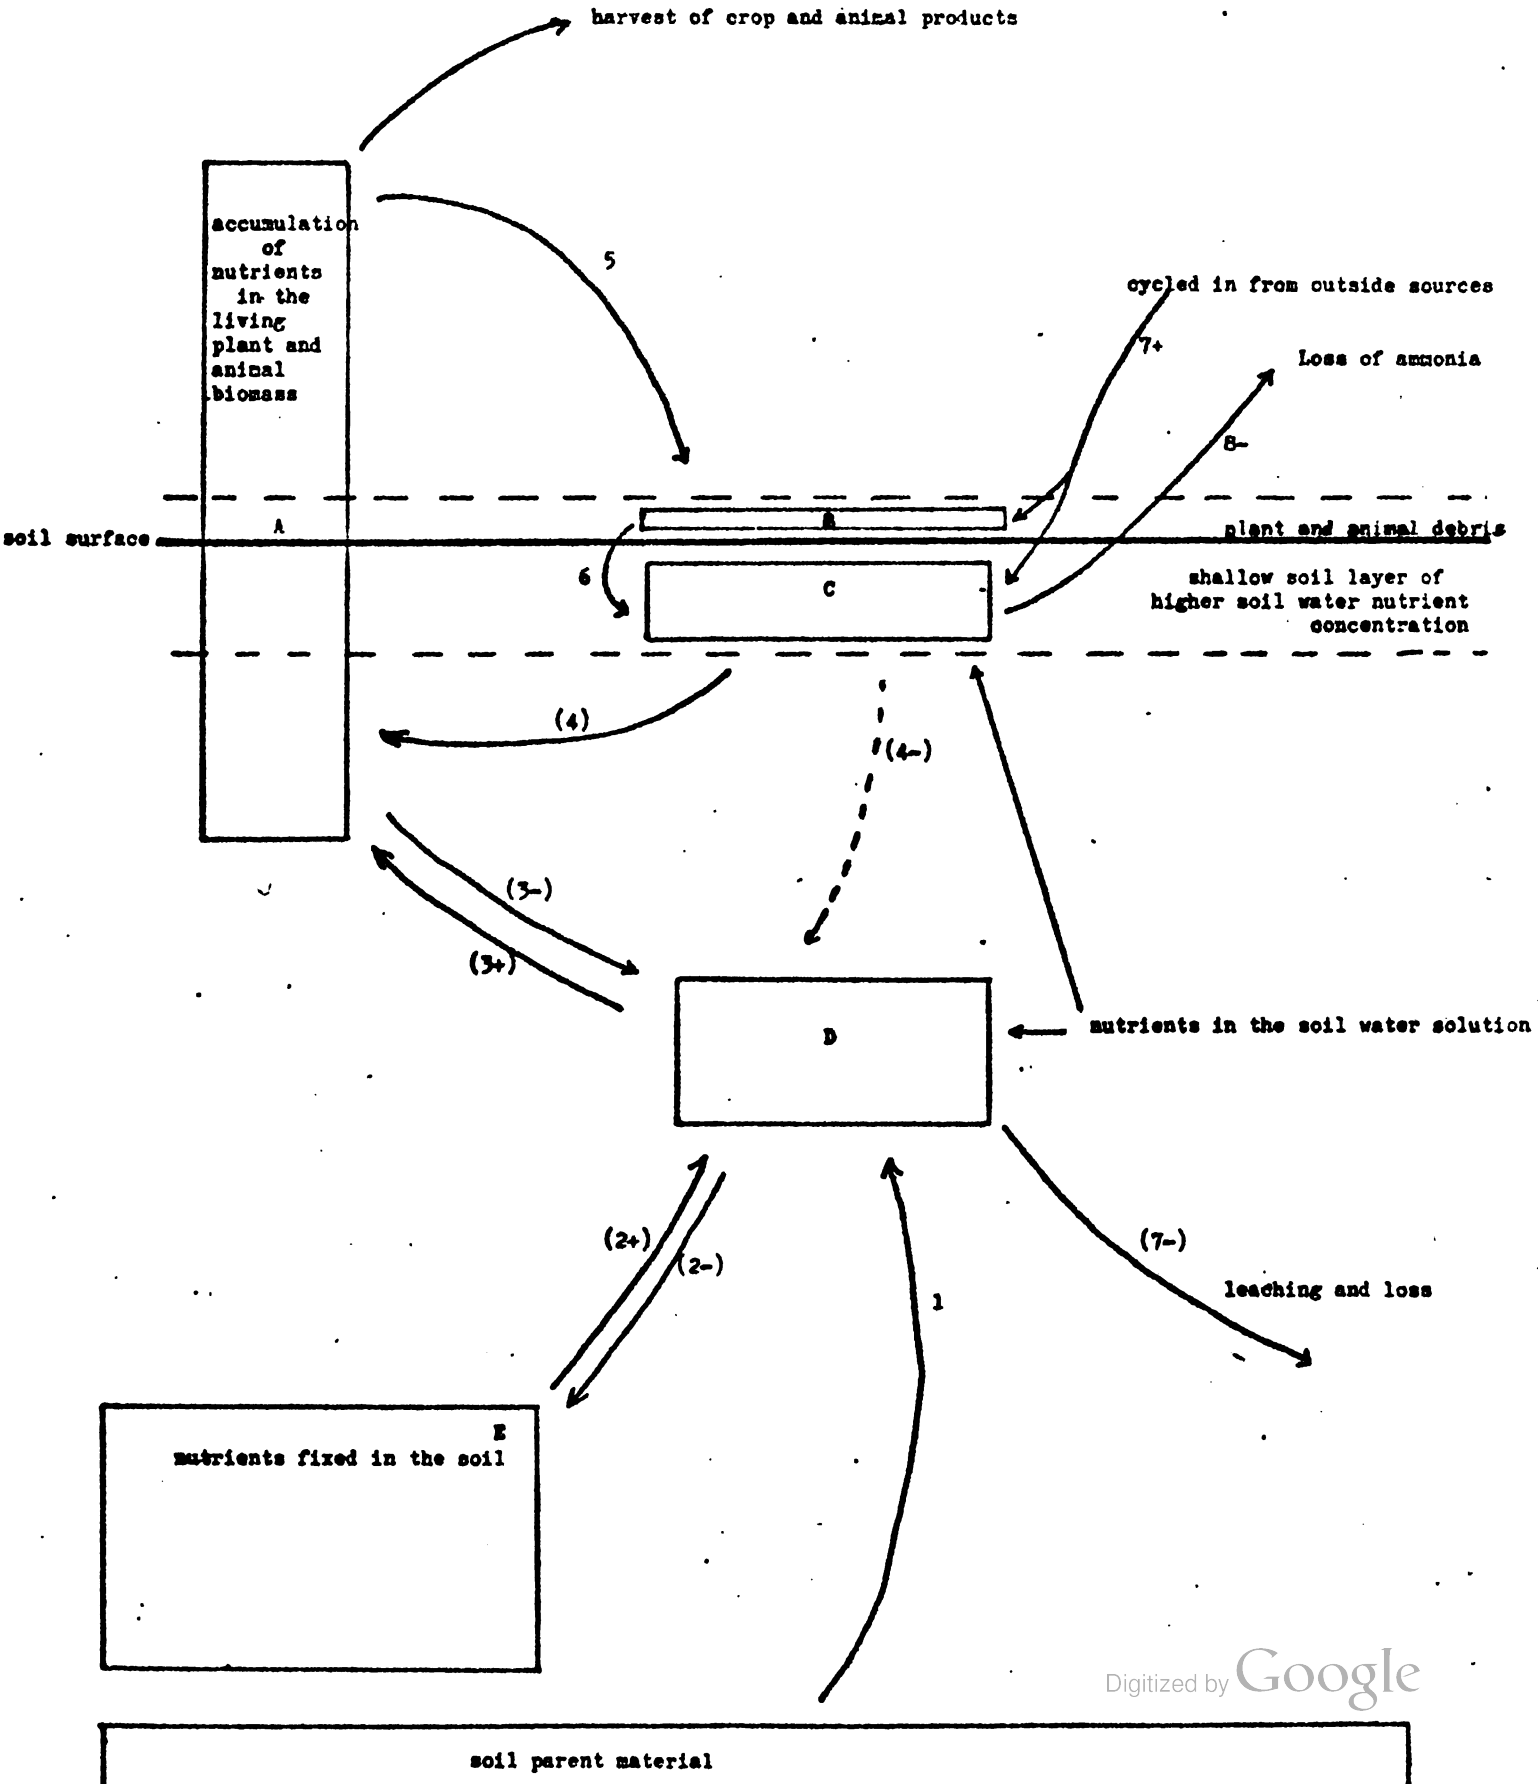 harvest of crop and animal products
accumulation
of
nutrients
in the
living
plant and
animal
biomass
5
cycled in from outside sources
7+
Loss of ammonia
8-
A
B
plant and animal debris
soil surface
6
C
shallow soil layer of
higher soil water nutrient
concentration
(4)
(4-)
(3-)
(3+)
D
nutrients in the soil water solution
(2+)
(2-)
(7-)
1
leaching and loss
E
nutrients fixed in the soil
Digitized by Google
soil parent material